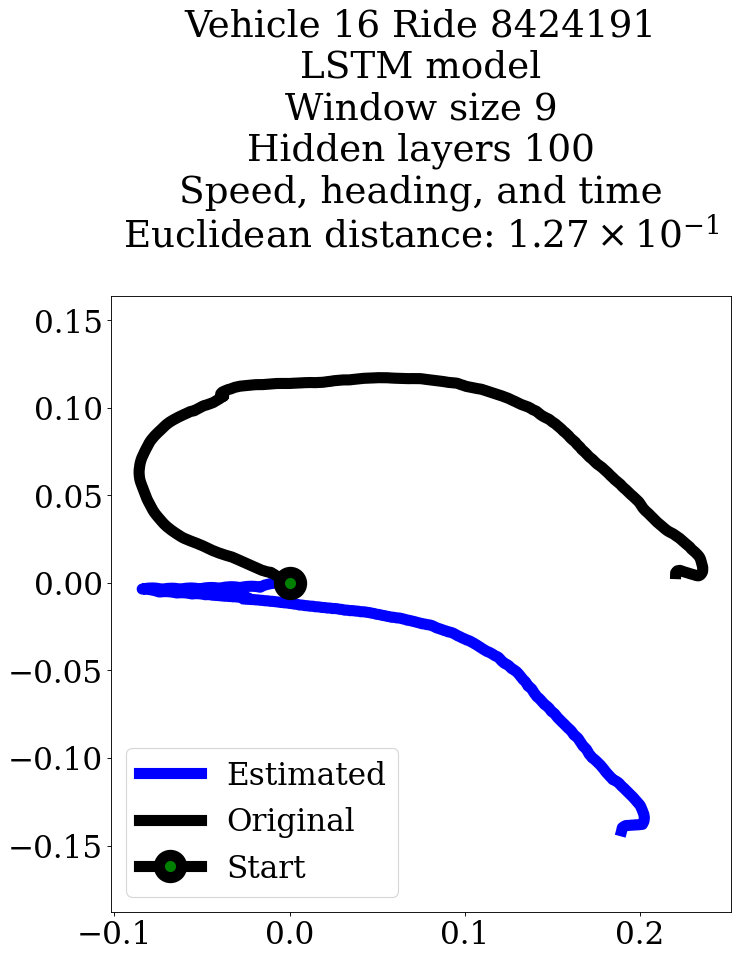 Vehicle 16 Ride 8424191
LSTM model
Window size 9
Hidden layers 100
Speed, heading, and time
Euclidean distance: 1.27 × 10⁻¹
0.15
0.10
0.05
0.00
−0.05
−0.10
−0.15
Estimated
Original
Start
−0.1 0.0 0.1 0.2